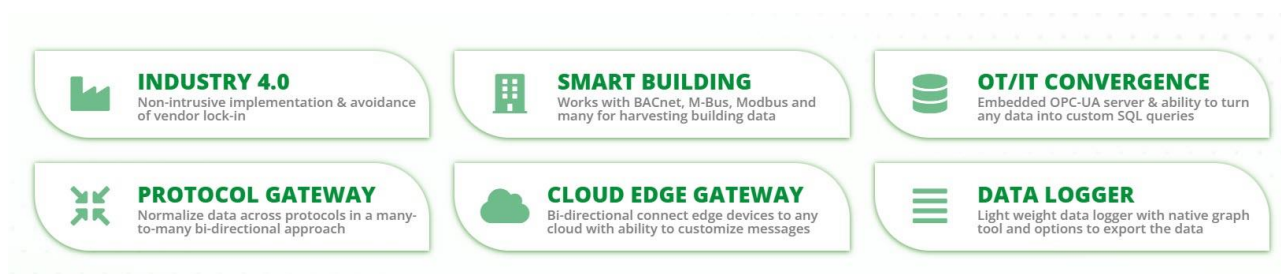 INDUSTRY 4.0
Non-intrusive implementation & avoidance
of vendor lock-in
SMART BUILDING
Works with BACnet, M-Bus, Modbus and
many for harvesting building data
OT/IT CONVERGENCE
Embedded OPC-UA server & ability to turn
any data into custom SQL queries
PROTOCOL GATEWAY
Normalize data across protocols in a many-
to-many bi-directional approach
CLOUD EDGE GATEWAY
Bi-directional connect edge devices to any
cloud with ability to customize messages
DATA LOGGER
Light weight data logger with native graph
tool and options to export the data